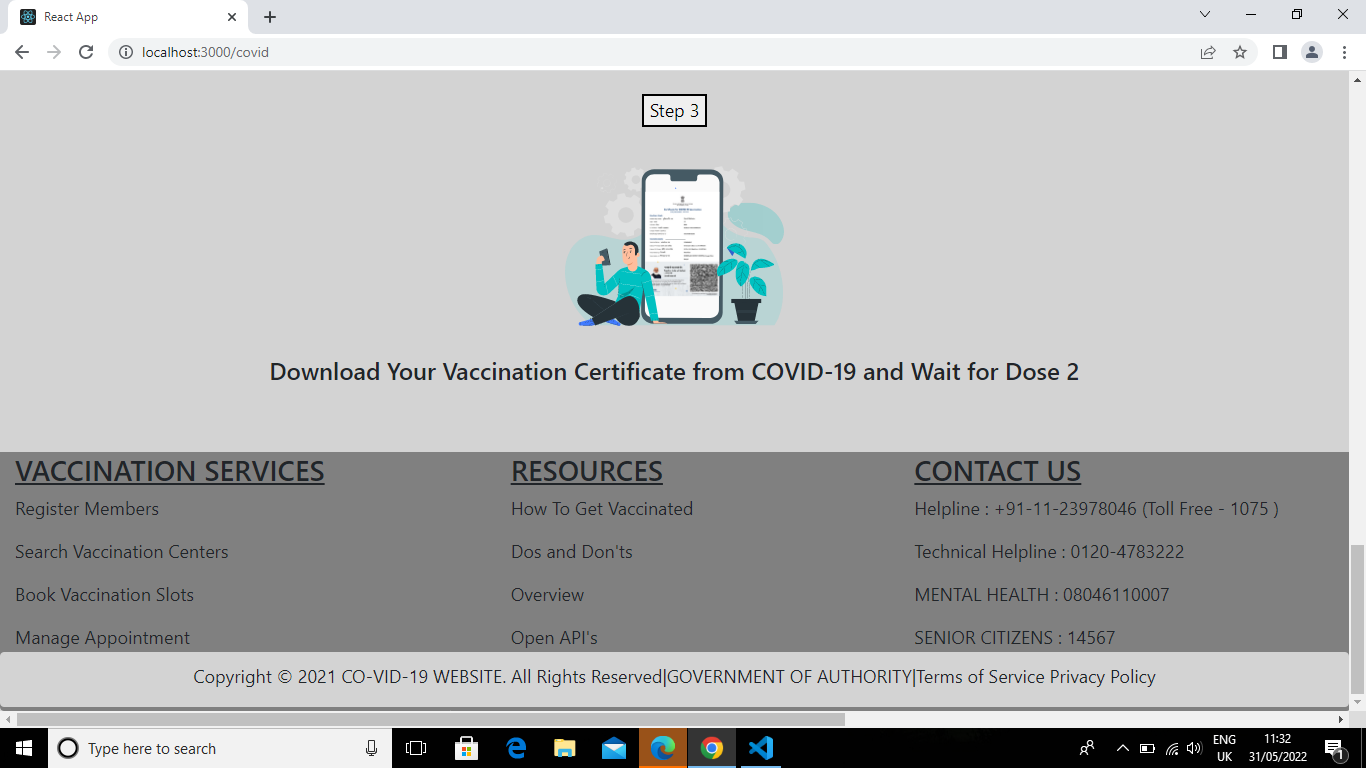 React App
localhost:3000/covid
Step 3
Download Your Vaccination Certificate from COVID-19 and Wait for Dose 2
VACCINATION SERVICES
Register Members
Search Vaccination Centers
Book Vaccination Slots
Manage Appointment
RESOURCES
How To Get Vaccinated
Dos and Don'ts
Overview
Open API's
CONTACT US
Helpline : +91-11-23978046 (Toll Free - 1075 )
Technical Helpline : 0120-4783222
MENTAL HEALTH : 08046110007
SENIOR CITIZENS : 14567
Copyright © 2021 CO-VID-19 WEBSITE. All Rights Reserved|GOVERNMENT OF AUTHORITY|Terms of Service Privacy Policy
Type here to search
ENG
UK
11:32
31/05/2022
1